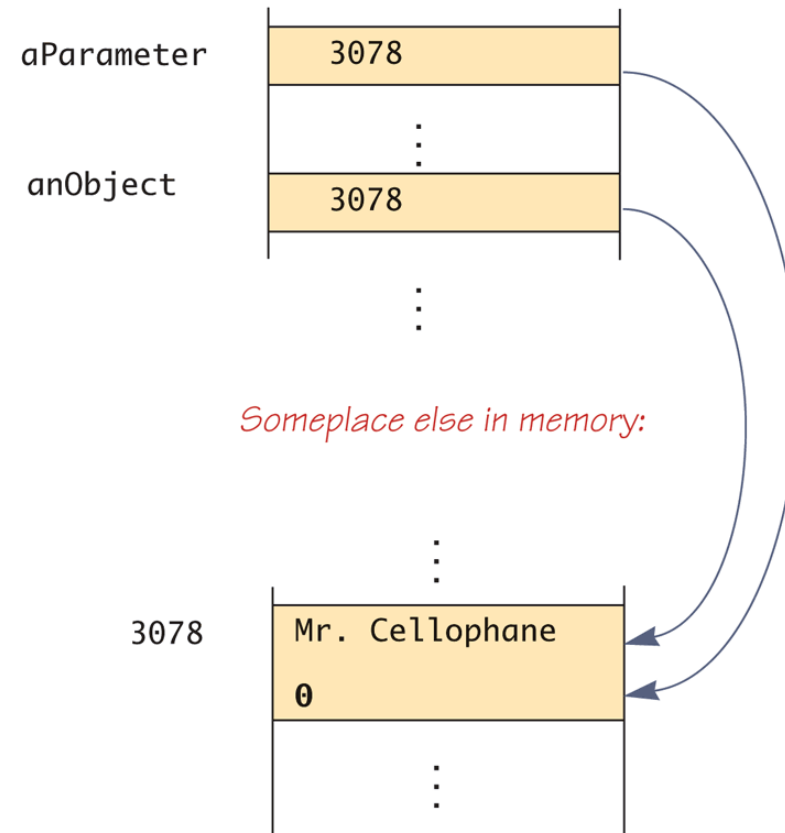 aParameter 3078
anObject 3078
Someplace else in memory:
3078 Mr. Cellophane
0